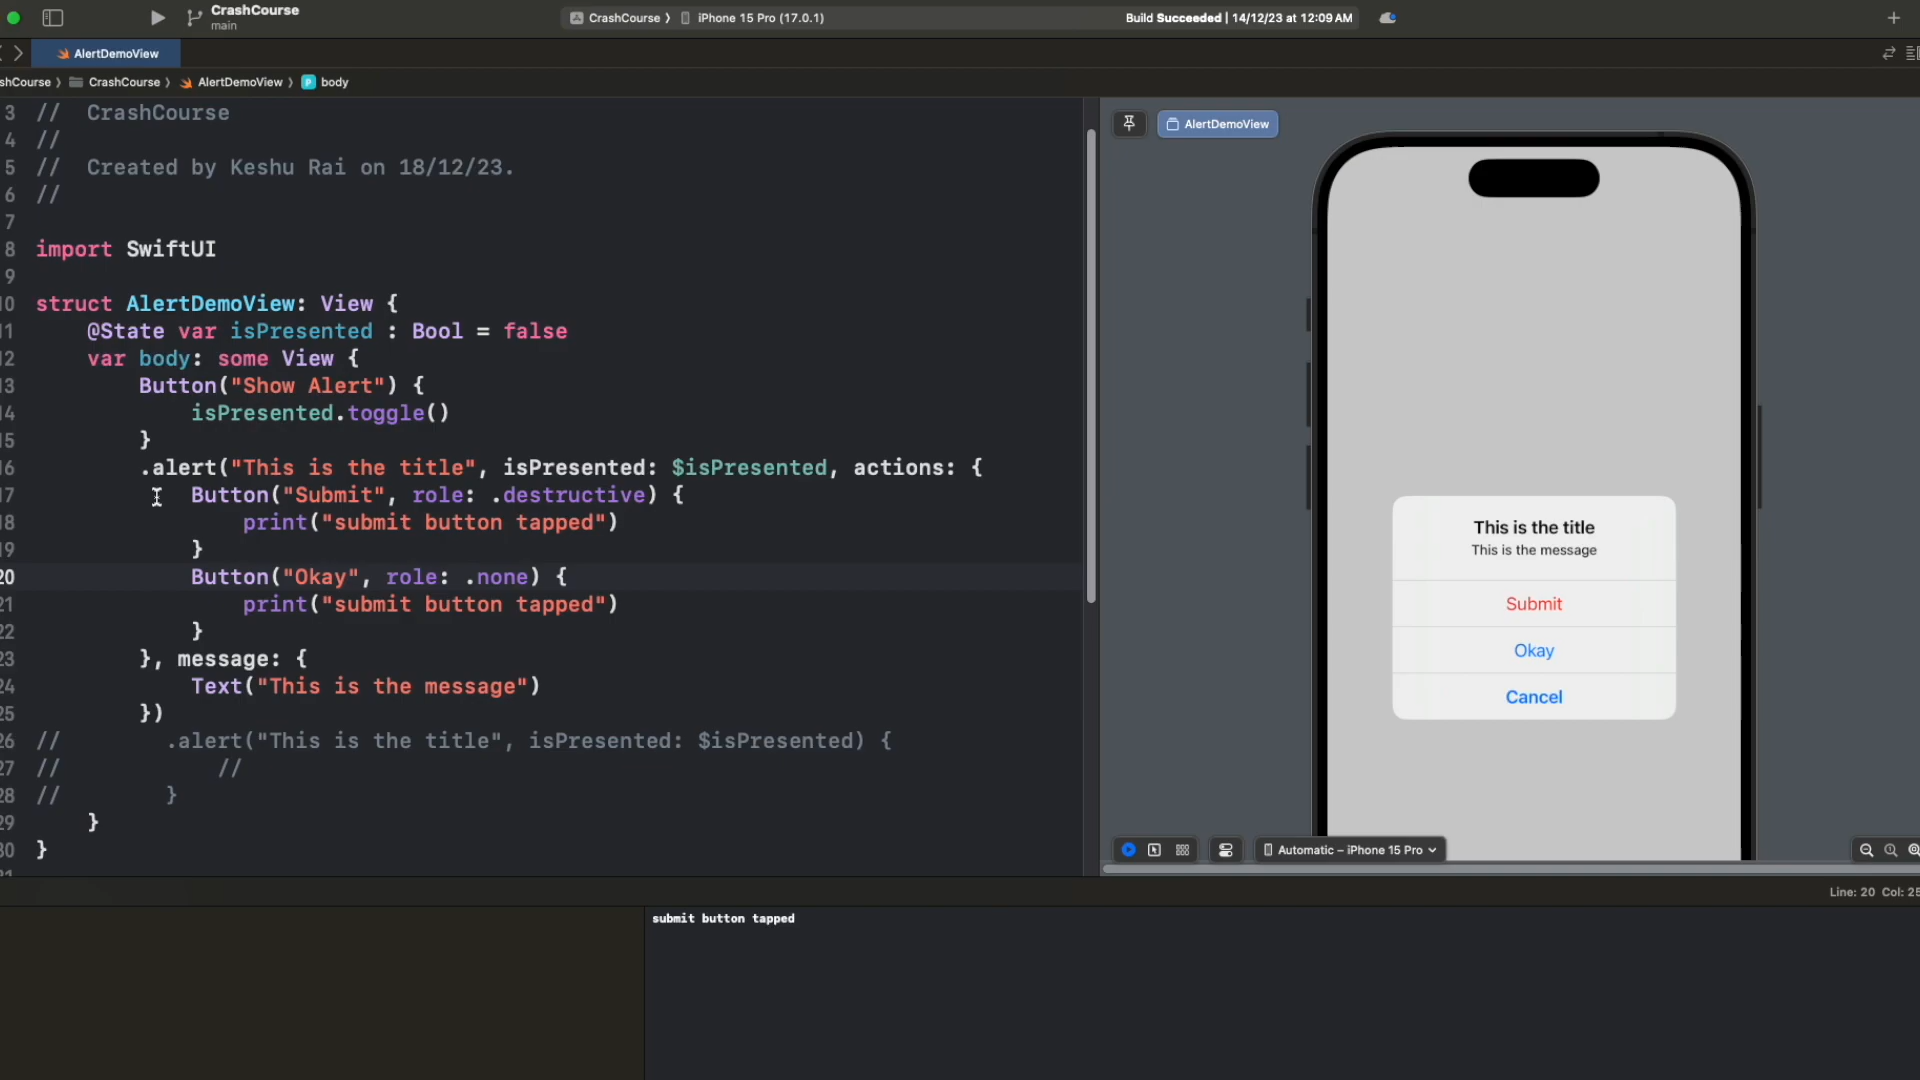 CrashCourse
main
CrashCourse 〉 iPhone 15 Pro (17.0.1)
Build Succeeded | 14/12/23 at 12:09 AM
AlertDemoView
shCourse 〉 CrashCourse 〉 AlertDemoView 〉 P body
3 //  CrashCourse
4 //
5 //  Created by Keshu Rai on 18/12/23.
6 //
7
8 import SwiftUI
9
10 struct AlertDemoView: View {
11     @State var isPresented : Bool = false
12     var body: some View {
13         Button("Show Alert") {
14             isPresented.toggle()
15         }
16         .alert("This is the title", isPresented: $isPresented, actions: {
17             Button("Submit", role: .destructive) {
18                 print("submit button tapped")
19             }
20             Button("Okay", role: .none) {
21                 print("submit button tapped")
22             }
23         }, message: {
24             Text("This is the message")
25         })
26 //        .alert("This is the title", isPresented: $isPresented) {
27 //            //
28 //        }
29     }
30 }
AlertDemoView
This is the title
This is the message
Submit
Okay
Cancel
Automatic – iPhone 15 Pro
Line: 20 Col: 25
submit button tapped